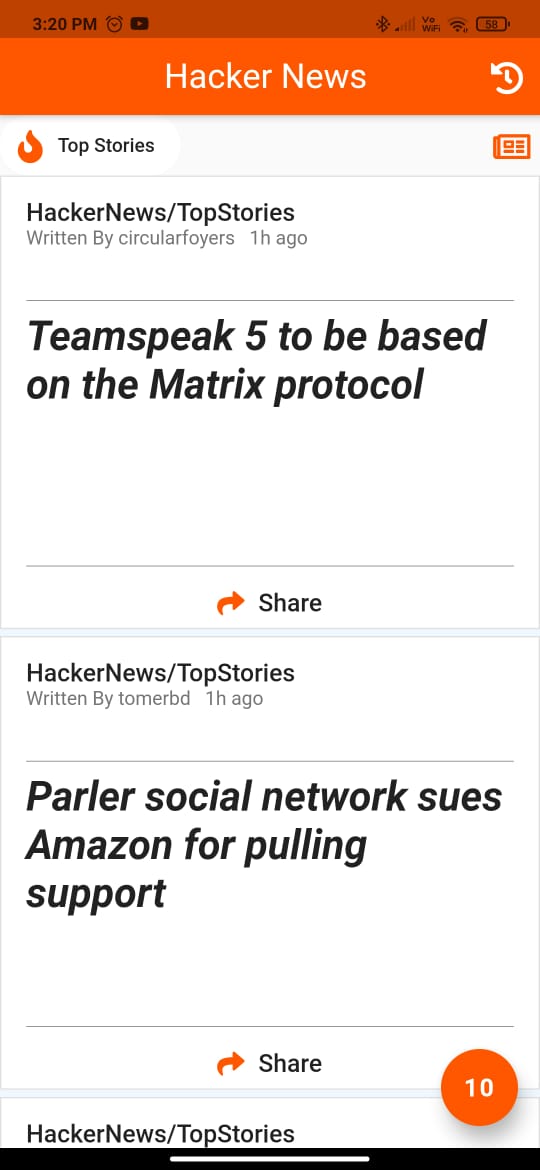 3:20 PM
Vo
WiFi
58
Hacker News
Top Stories
HackerNews/TopStories
Written By circularfoyers 1h ago
Teamspeak 5 to be based
on the Matrix protocol
Share
HackerNews/TopStories
Written By tomerbd 1h ago
Parler social network sues
Amazon for pulling
support
Share
10
HackerNews/TopStories